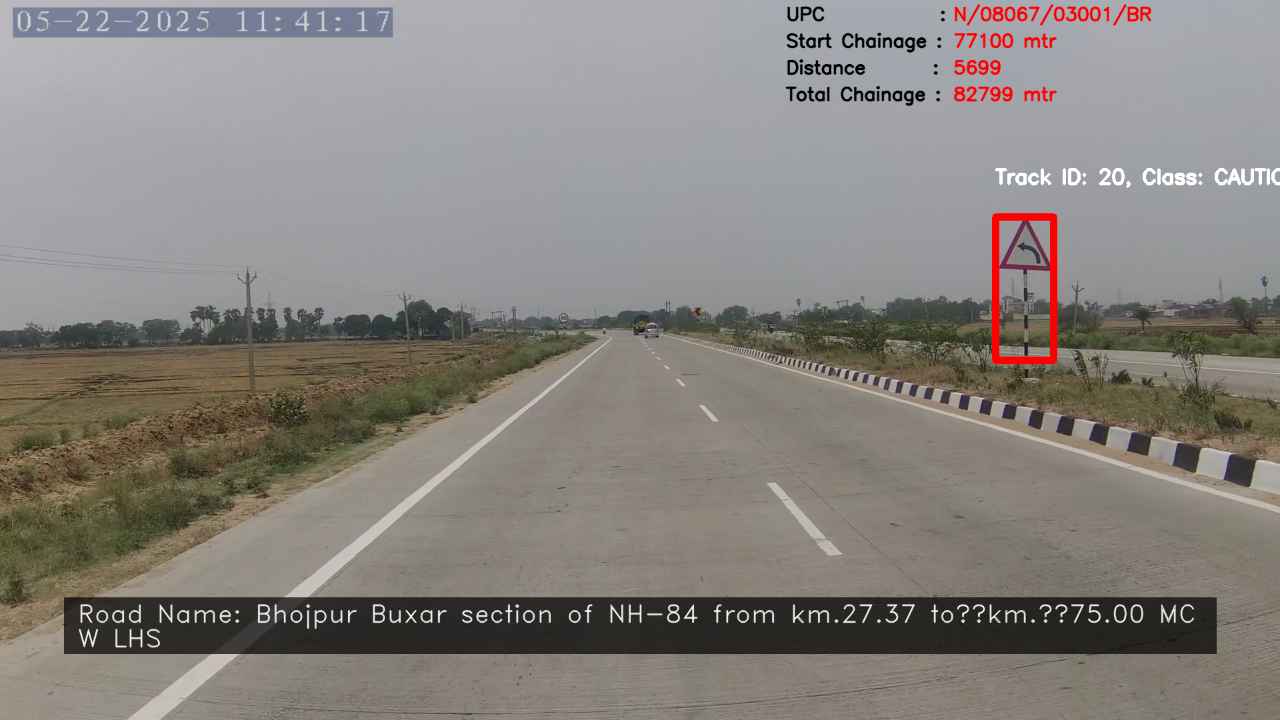 05-22-2025 11:41:17
UPC : N/08067/03001/BR
Start Chainage : 77100 mtr
Distance : 5699
Total Chainage : 82799 mtr
Track ID: 20, Class: CAUTIO
Road Name: Bhojpur Buxar section of NH-84 from km.27.37 to??km.??75.00 MC
W LHS